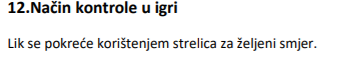 12.Način kontrole u igri
Lik se pokreće korištenjem strelica za željeni smjer.